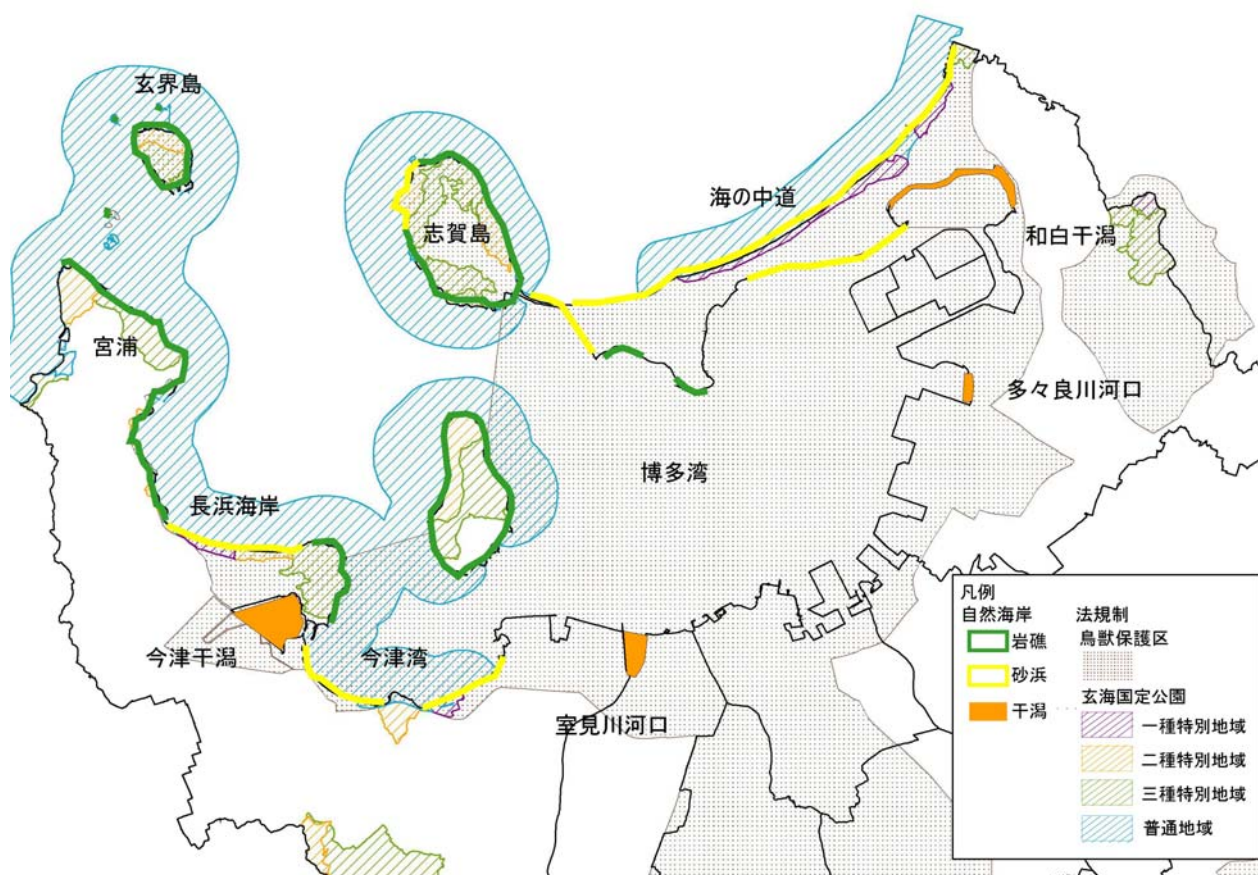 玄界島
海の中道
志賀島
和白干潟
宮浦
多々良川河口
博多湾
長浜海岸
今津干潟
今津湾
室見川河口
凡例
自然海岸
岩礁
砂浜
干潟
法規制
鳥獣保護区
玄海国定公園
一種特別地域
二種特別地域
三種特別地域
普通地域